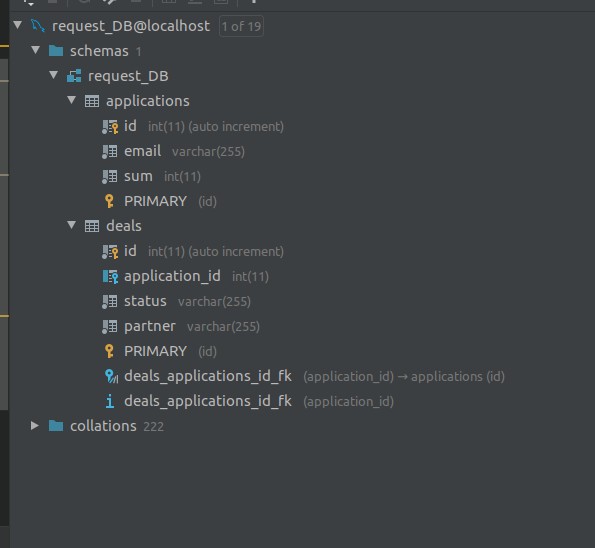 request_DB@localhost 1 of 19
schemas 1
request_DB
applications
id int(11) (auto increment)
email varchar(255)
sum int(11)
PRIMARY (id)
deals
id int(11) (auto increment)
application_id int(11)
status varchar(255)
partner varchar(255)
PRIMARY (id)
deals_applications_id_fk (application_id) → applications (id)
deals_applications_id_fk (application_id)
collations 222